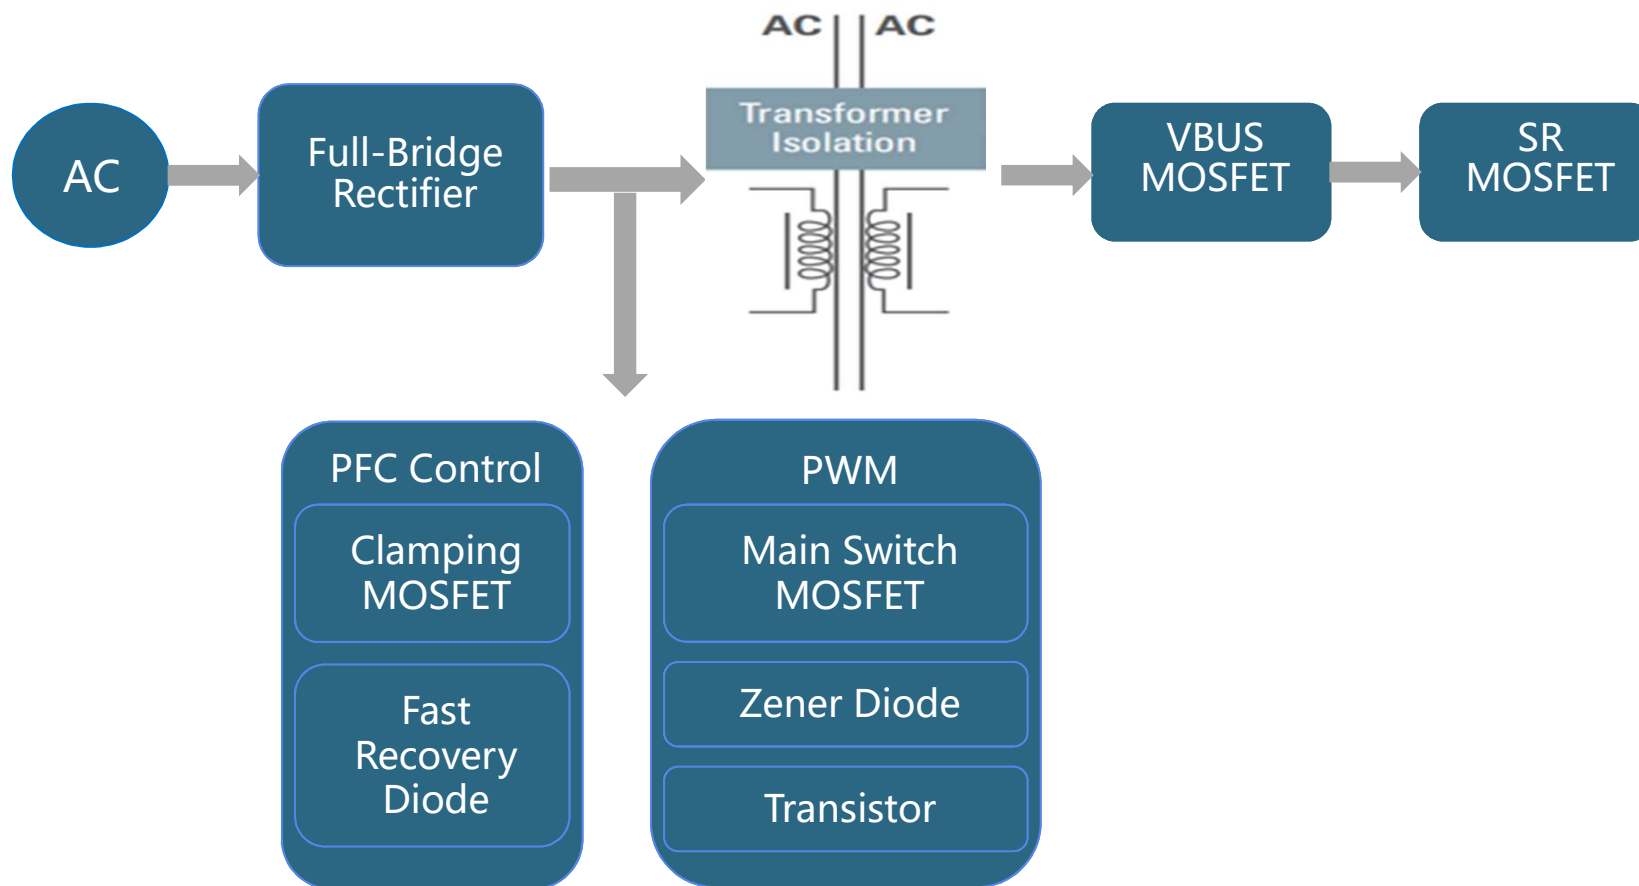 AC AC
Transformer
Isolation
AC
Full-Bridge
Rectifier
VBUS
MOSFET
SR
MOSFET
PFC Control
Clamping
MOSFET
Fast
Recovery
Diode
PWM
Main Switch
MOSFET
Zener Diode
Transistor